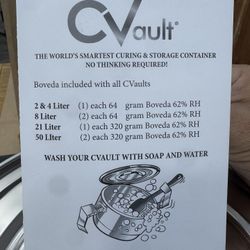 CVault®
THE WORLD'S SMARTEST CURING & STORAGE CONTAINER
NO THINKING REQUIRED!
Boveda included with all CVaults
2 & 4 Liter (1) each 64 gram Boveda 62% RH
8 Liter (2) each 64 gram Boveda 62% RH
21 Liter (1) each 320 gram Boveda 62% RH
50 Liter (2) each 320 gram Boveda 62% RH
WASH YOUR CVAULT WITH SOAP AND WATER